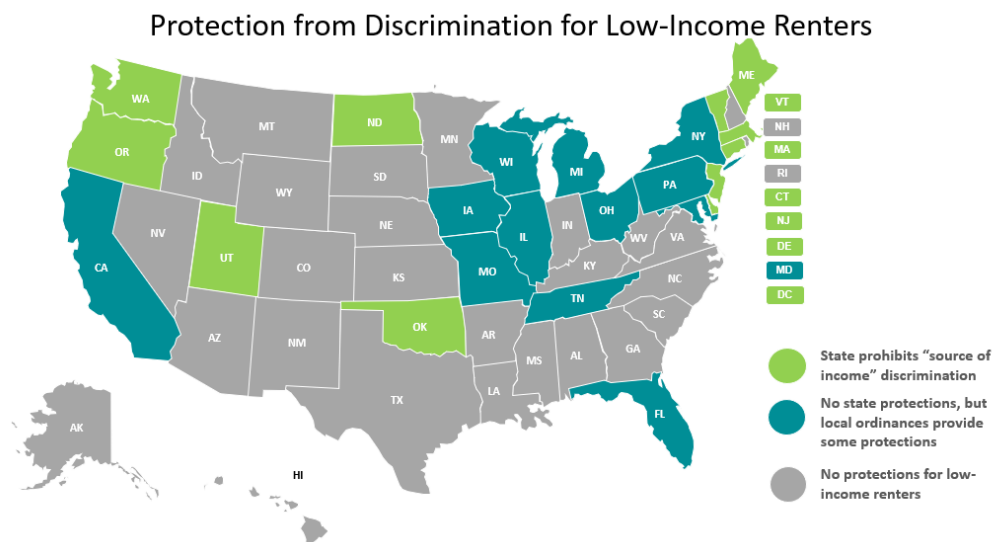 Protection from Discrimination for Low-Income Renters
ME
WA
VT
ND
MT
NH
MN
NY
OR
MA
WI
ID
MI
RI
SD
WY
PA
CT
IA
OH
NJ
NE
IN
IL
NV
WV
VA
DE
UT
CO
CA
MO
KY
MD
KS
NC
DC
TN
SC
OK
AR
AZ
NM
GA
MS
AL
State prohibits “source of
income” discrimination
LA
TX
FL
No state protections, but
local ordinances provide
some protections
AK
HI
No protections for low-
income renters